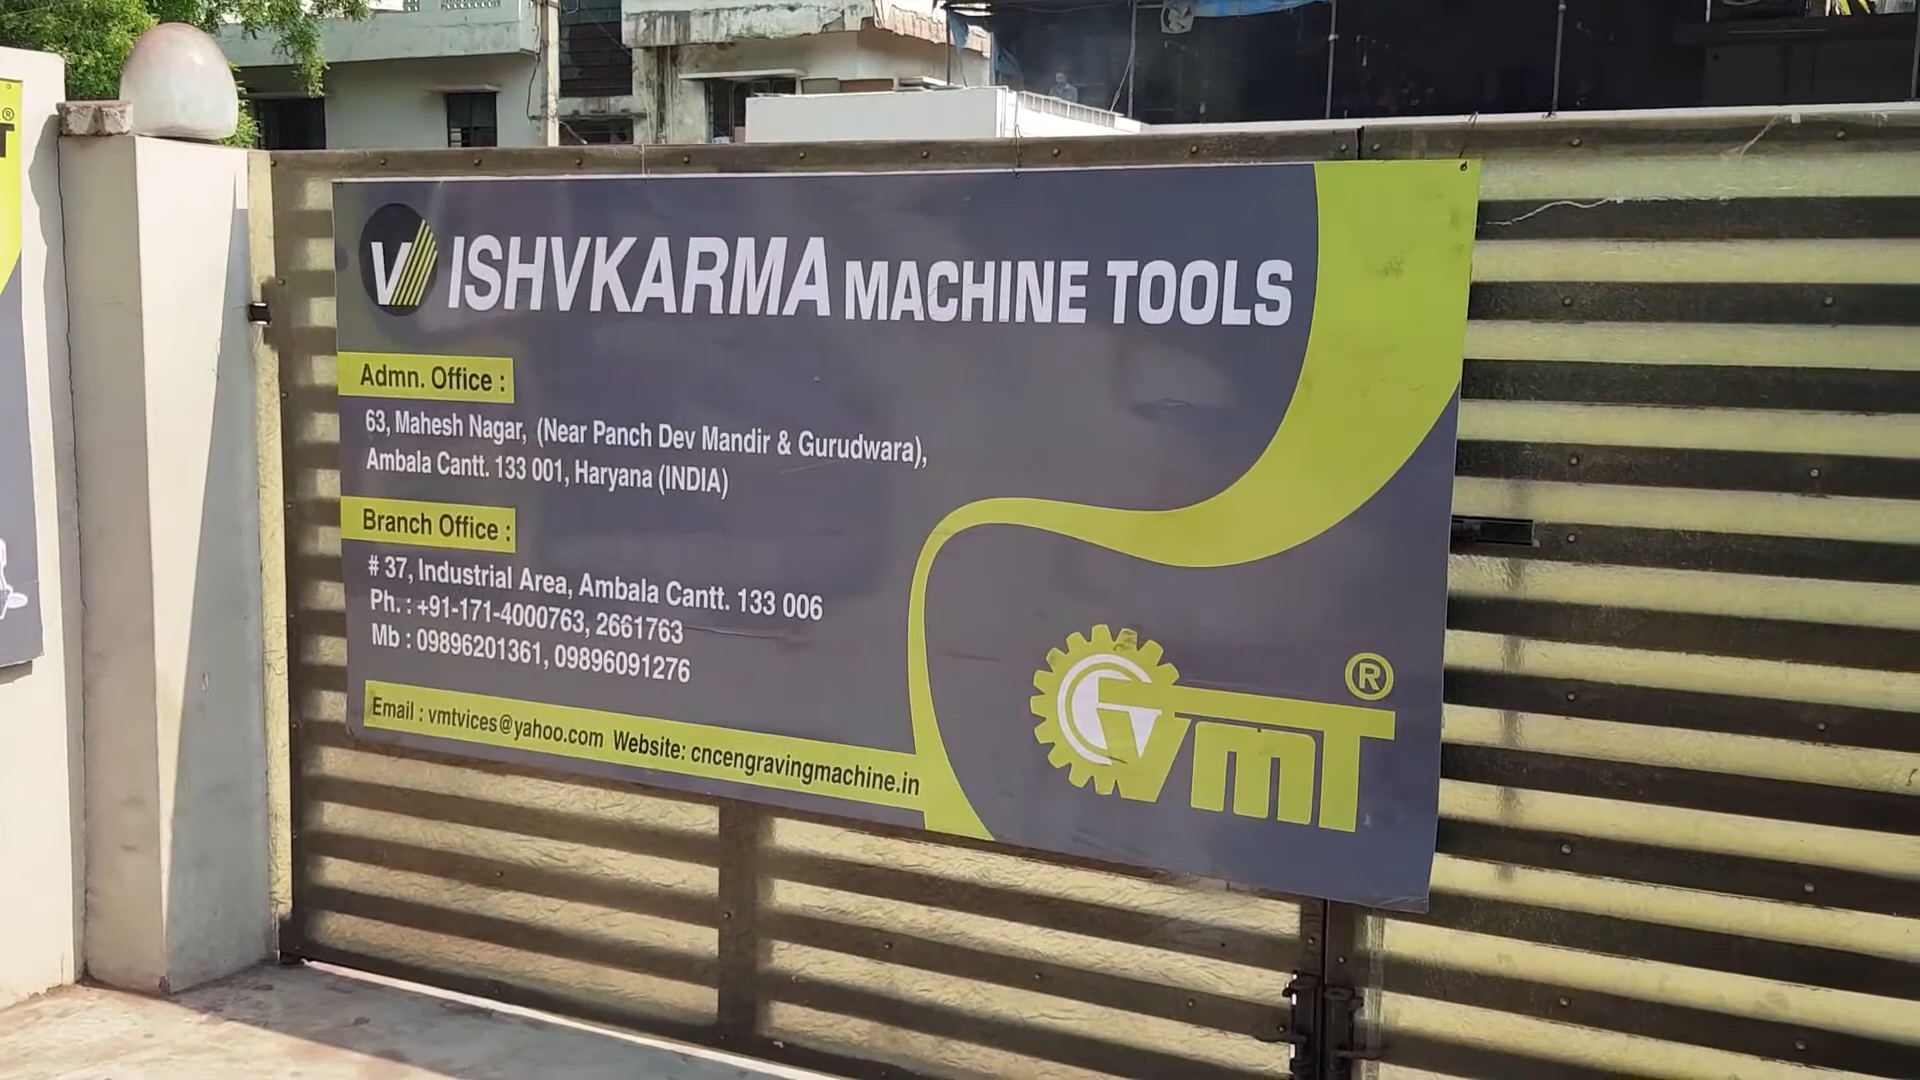 VISHVKARMA MACHINE TOOLS
Admn. Office :
63, Mahesh Nagar, (Near Panch Dev Mandir & Gurudwara),
Ambala Cantt. 133 001, Haryana (INDIA)
Branch Office :
# 37, Industrial Area, Ambala Cantt. 133 006
Ph. : +91-171-4000763, 2661763
Mb : 09896201361, 09896091276
Email : vmtvices@yahoo.com Website: cncengravingmachine.in
VMT ®
T ®